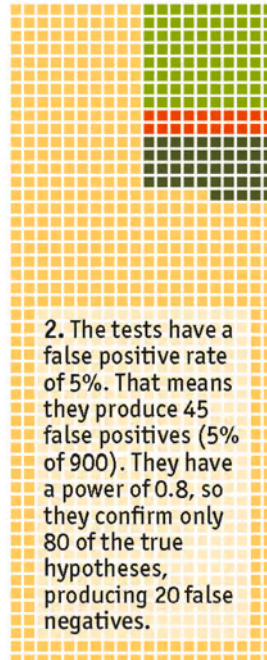 2. The tests have a
false positive rate
of 5%. That means
they produce 45
false positives (5%
of 900). They have
a power of 0.8, so
they confirm only
80 of the true
hypotheses,
producing 20 false
negatives.